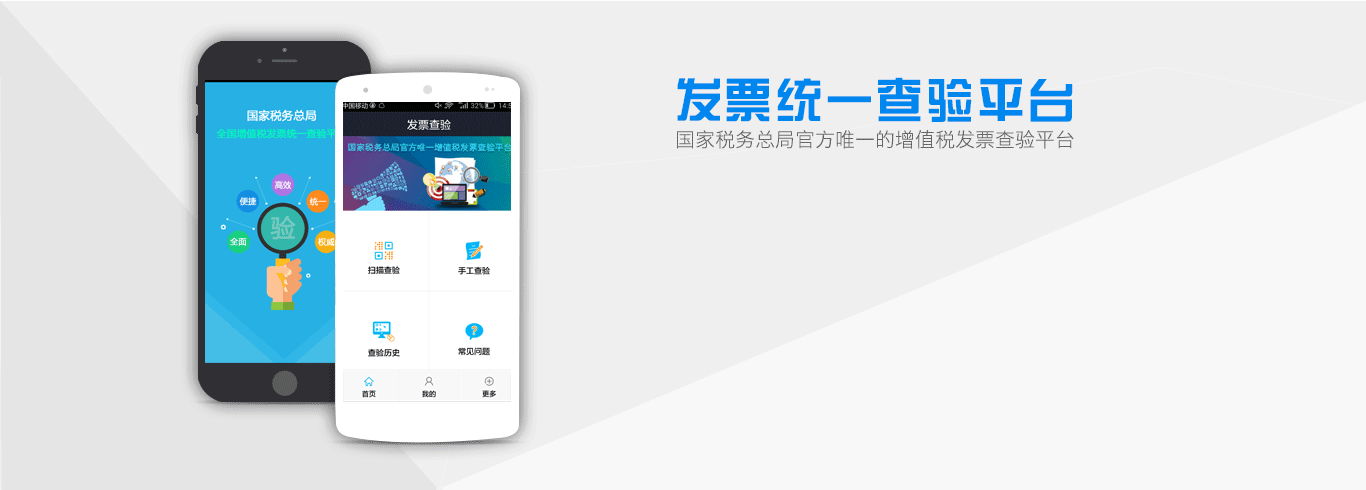 发票统一查验平台
国家税务总局官方唯一的增值税发票查验平台
国家税务总局
全国增值税发票统一查验平
高效
便捷
统一
全面
权威
验
中国移动
32%
14:5
发票查验
国家税务总局官方唯一增值税发票查验平台
扫描查验
手工查验
查验历史
常见问题
首页
我的
更多